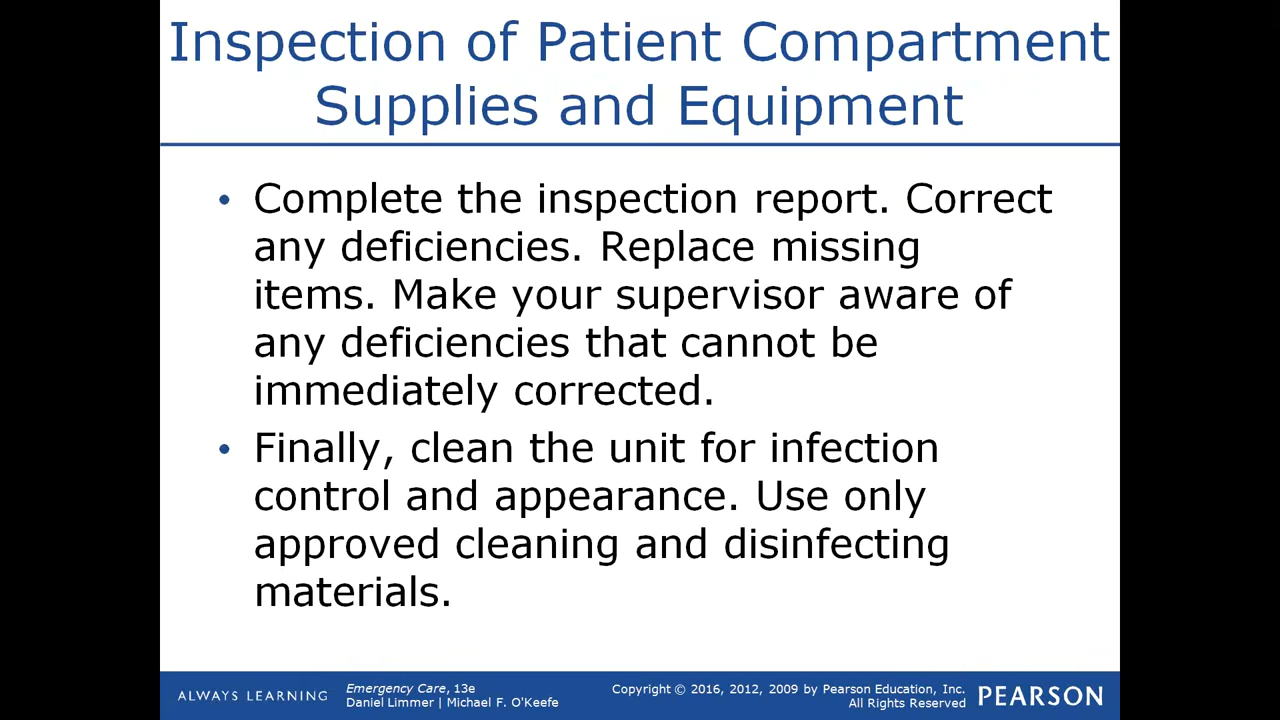 Inspection of Patient Compartment
Supplies and Equipment
• Complete the inspection report. Correct
any deficiencies. Replace missing
items. Make your supervisor aware of
any deficiencies that cannot be
immediately corrected.
• Finally, clean the unit for infection
control and appearance. Use only
approved cleaning and disinfecting
materials.
ALWAYS LEARNING
Emergency Care, 13e
Daniel Limmer | Michael F. O'Keefe
Copyright © 2016, 2012, 2009 by Pearson Education, Inc.
All Rights Reserved
PEARSON